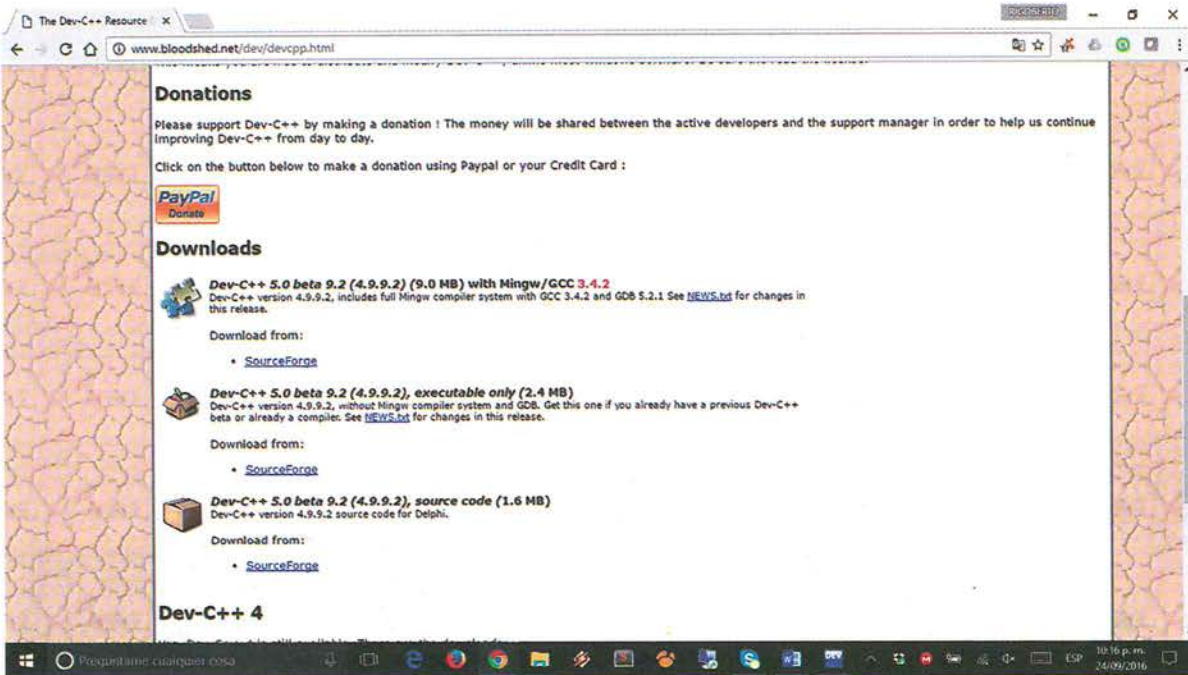 The Dev-C++ Resource
RIGOBERTO
www.bloodshed.net/dev/devcpp.html
Donations
Please support Dev-C++ by making a donation ! The money will be shared between the active developers and the support manager in order to help us continue
improving Dev-C++ from day to day.
Click on the button below to make a donation using Paypal or your Credit Card :
PayPal
Donate
Downloads
Dev-C++ 5.0 beta 9.2 (4.9.9.2) (9.0 MB) with Mingw/GCC 3.4.2
Dev-C++ version 4.9.9.2, includes full Mingw compiler system with GCC 3.4.2 and GDB 5.2.1 See NEWS.txt for changes in
this release.
Download from:
• SourceForge
Dev-C++ 5.0 beta 9.2 (4.9.9.2), executable only (2.4 MB)
Dev-C++ version 4.9.9.2, without Mingw compiler system and GDB. Get this one if you already have a previous Dev-C++
beta or already a compiler. See NEWS.txt for changes in this release.
Download from:
• SourceForge
Dev-C++ 5.0 beta 9.2 (4.9.9.2), source code (1.6 MB)
Dev-C++ version 4.9.9.2 source code for Delphi.
Download from:
• SourceForge
Dev-C++ 4
Pregúntame cualquier cosa
DEV
ESP
10:16 p. m.
24/09/2016